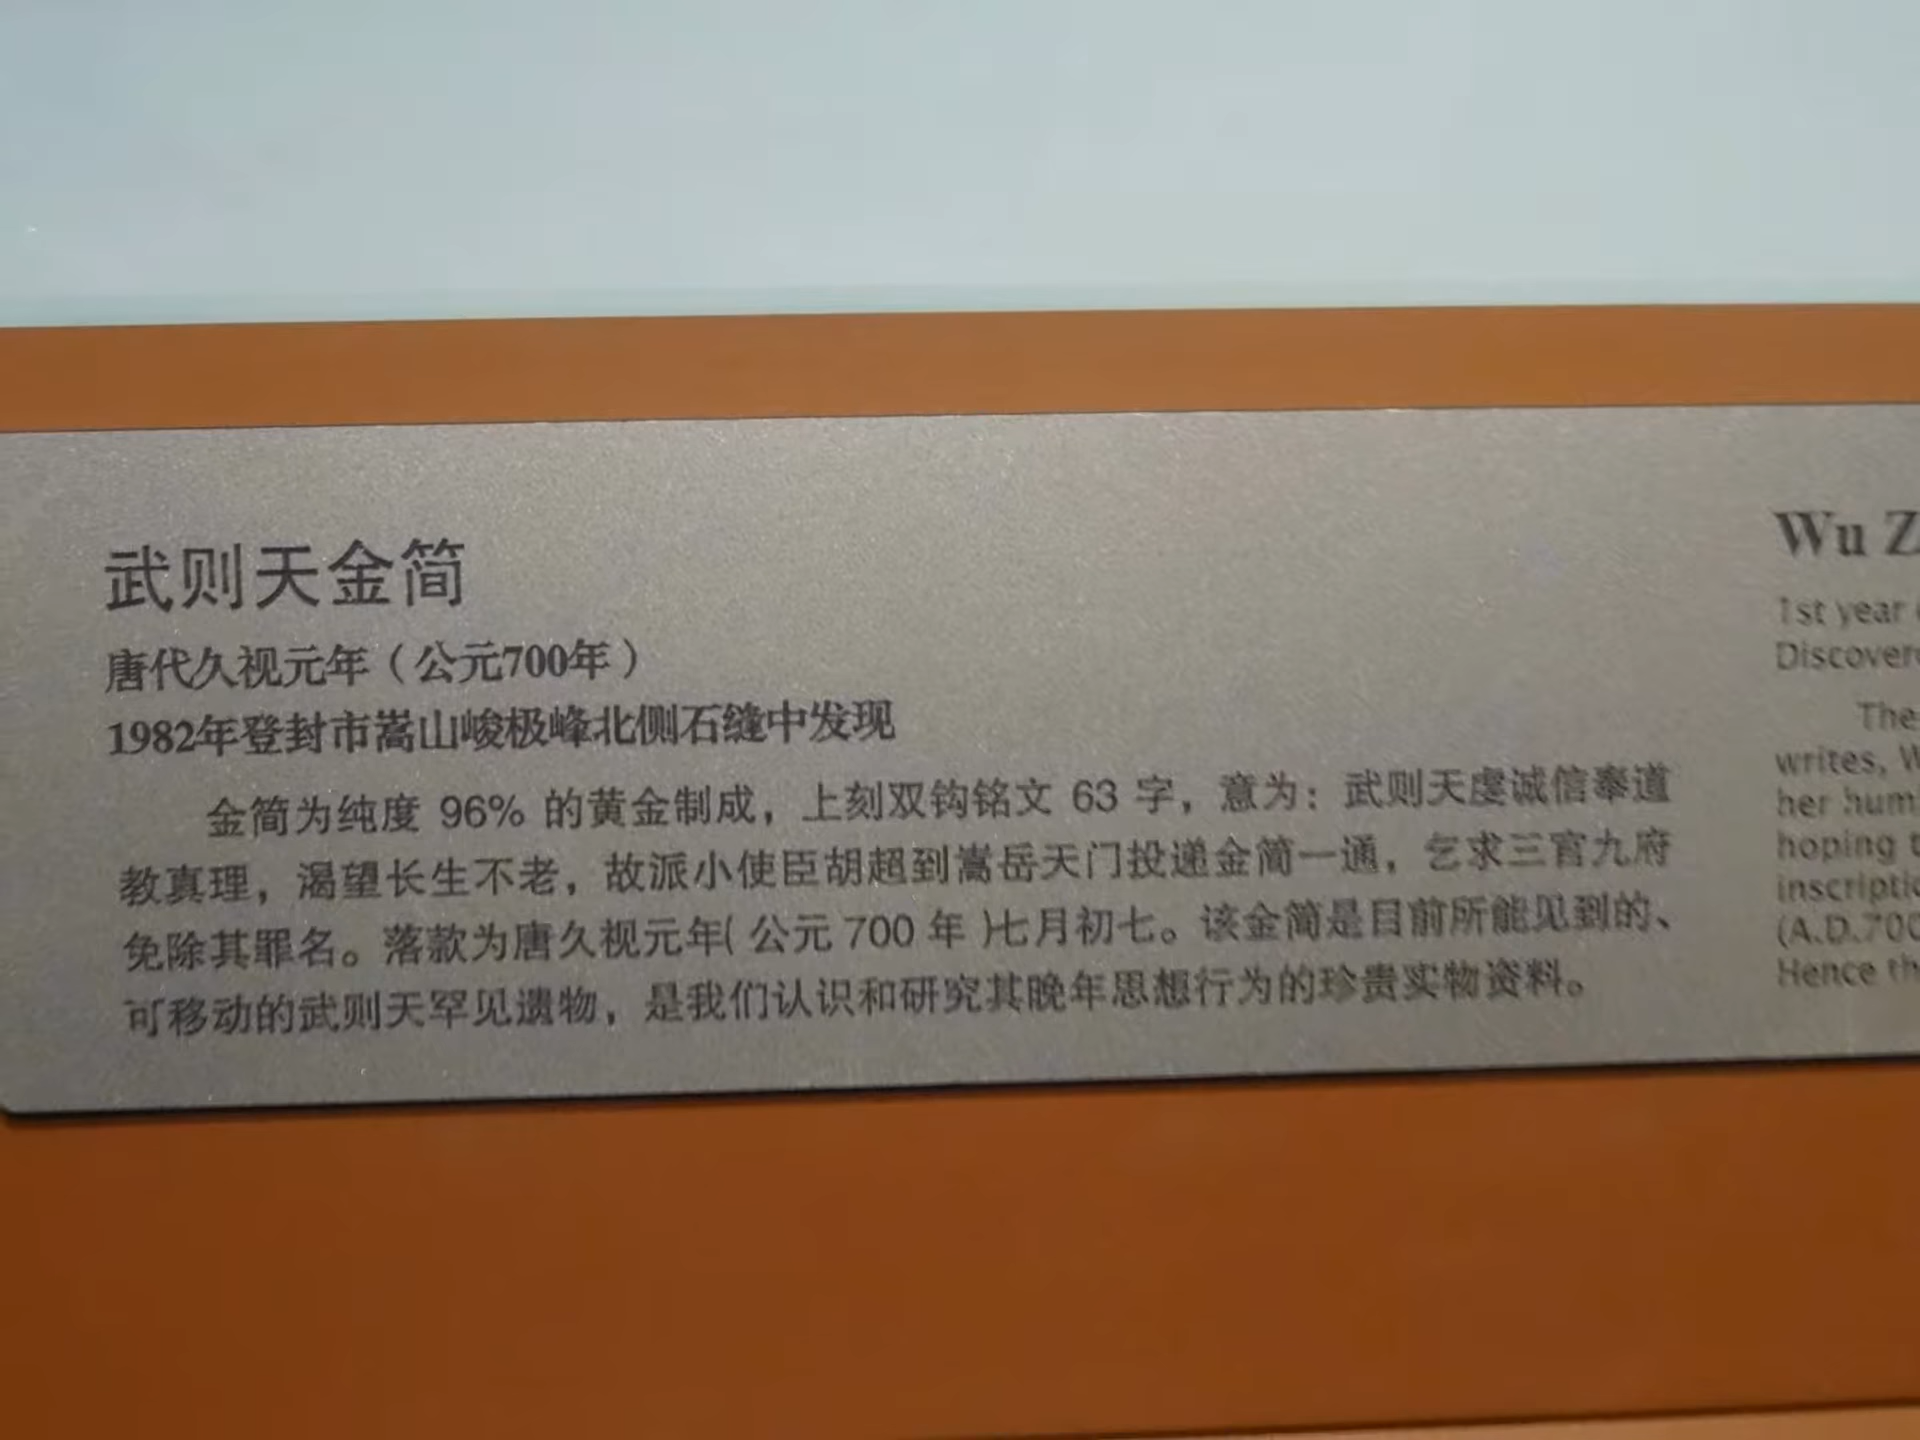 武则天金简
唐代久视元年（公元700年）
1982年登封市嵩山峻极峰北侧石缝中发现
金简为纯度 96% 的黄金制成，上刻双钩铭文 63 字，意为：武则天虔诚信奉道
教真理，渴望长生不老，故派小使臣胡超到嵩岳天门投递金简一通，乞求三官九府
免除其罪名。落款为唐久视元年(公元 700 年)七月初七。该金简是目前所能见到的、
可移动的武则天罕见遗物，是我们认识和研究其晚年思想行为的珍贵实物资料。
Wu Z
1st year
Discover
The
writes, W
her hum
hoping t
inscripti
(A.D.700
Hence th